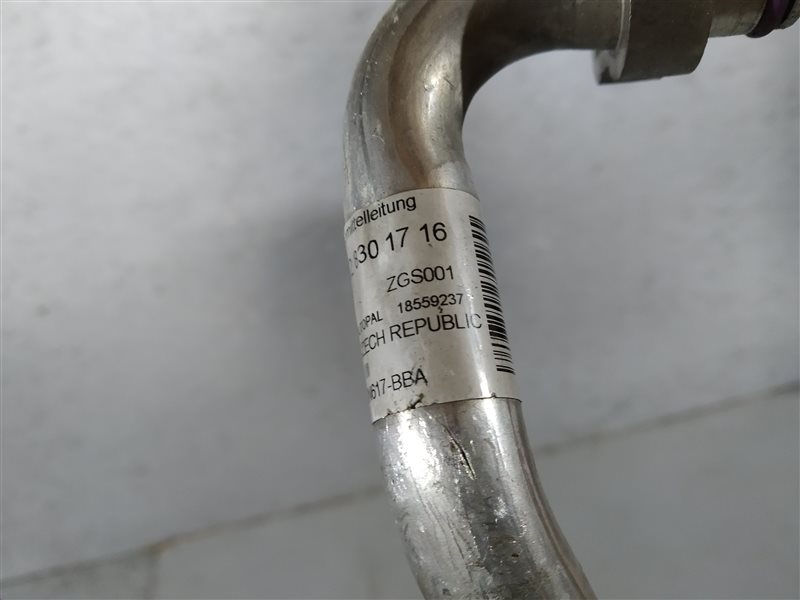 mittelleitung
830 17 16
ZGS001
TOPAL 18559237
ECH REPUBLIC
617-BBA